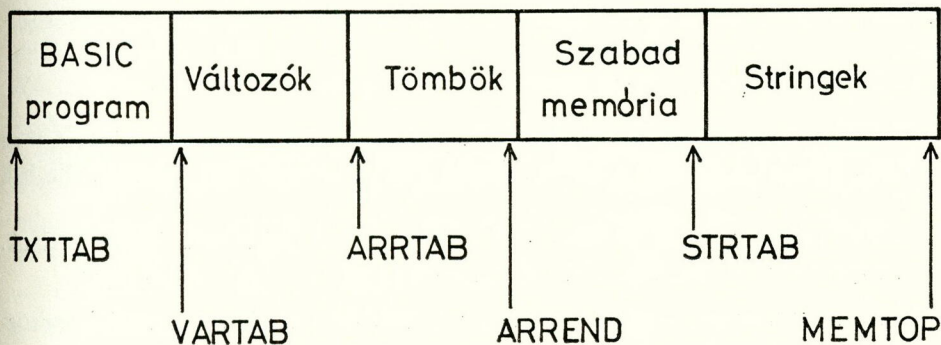 BASIC
program
Változók
Tömbök
Szabad
memória
Stringek
TXTTAB
ARRTAB
STRTAB
VARTAB
ARREND
MEMTOP